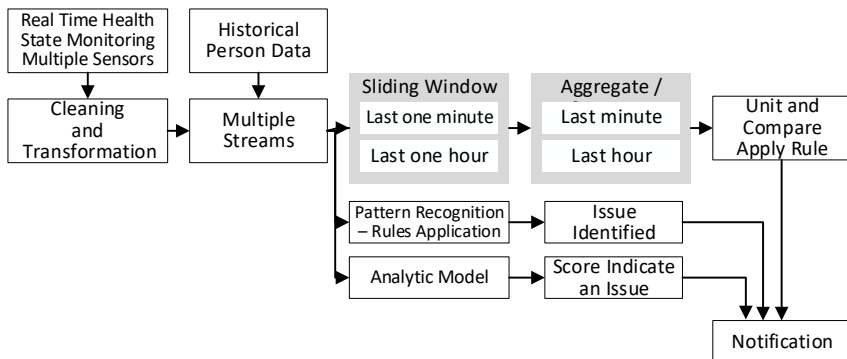 Real Time Health
State Monitoring
Multiple Sensors
Historical
Person Data
Cleaning
and
Transformation
Multiple
Streams
Sliding Window
Last one minute
Last one hour
Aggregate /
Last minute
Last hour
Unit and
Compare
Apply Rule
Pattern Recognition
– Rules Application
Issue
Identified
Analytic Model
Score Indicate
an Issue
Notification